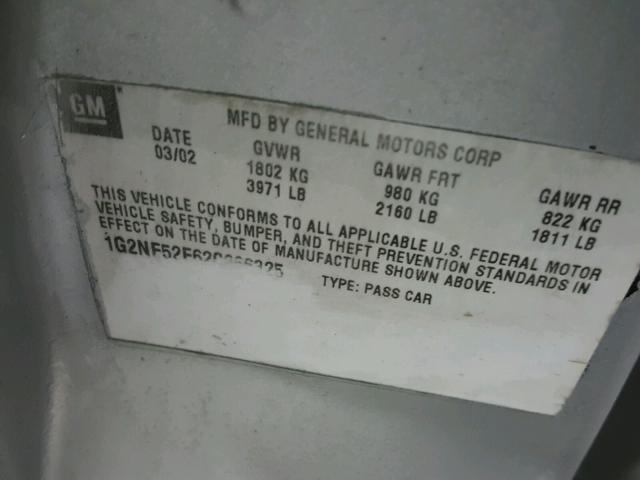 GM
MFD BY GENERAL MOTORS CORP
DATE GVWR GAWR FRT GAWR RR
03/02 1802 KG 980 KG 822 KG
3971 LB 2160 LB 1811 LB
THIS VEHICLE CONFORMS TO ALL APPLICABLE U.S. FEDERAL MOTOR
VEHICLE SAFETY, BUMPER, AND THEFT PREVENTION STANDARDS IN
EFFECT ON THE DATE OF MANUFACTURE SHOWN ABOVE.
TYPE: PASS CAR